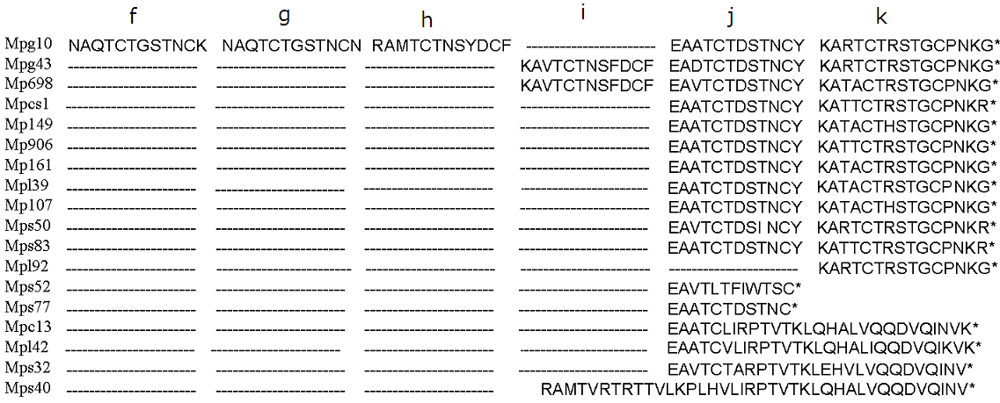 f g h i j k
Mpg10 NAQTCTGSTNCK NAQTCTGSTNCN RAMTCTNSYDCF ----------------------- EAATCTDSTNCY KARTCTRSTGCPNKG*
Mpg43 ----------------------- ----------------------- ----------------------- KAVTCTNSFDCF EADTCTDSTNCY KARTCTRSTGCPNKG*
Mp698 ----------------------- ----------------------- ----------------------- KAVTCTNSFDCF EAVTCTDSTNCY KATACTRSTGCPNKG*
Mpcs1 ----------------------- ----------------------- ----------------------- ----------------------- EAATCTDSTNCY KATTCTRSTGCPNKR*
Mp149 ----------------------- ----------------------- ----------------------- ----------------------- EAATCTDSTNCY KATACTHSTGCPNKG*
Mp906 ----------------------- ----------------------- ----------------------- ----------------------- EAATCTDSTNCY KATTCTRSTGCPNKG*
Mp161 ----------------------- ----------------------- ----------------------- ----------------------- EAATCTDSTNCY KATACTRSTGCPNKG*
Mpl39 ----------------------- ----------------------- ----------------------- ----------------------- EAATCTDSTNCY KATACTRSTGCPNKG*
Mp107 ----------------------- ----------------------- ----------------------- ----------------------- EAATCTDSTNCY KATACTHSTGCPNKG*
Mps50 ----------------------- ----------------------- ----------------------- ----------------------- EAVTCTDSI NCY KARTCTRSTGCPNKR*
Mps83 ----------------------- ----------------------- ----------------------- ----------------------- EAATCTDSTNCY KATTCTRSTGCPNKR*
Mpl92 ----------------------- ------------------------ ----------------------- ----------------------- ----------------------- KARTCTRSTGCPNKG*
Mps52 ----------------------- ----------------------- ----------------------- ----------------------- EAVTLTFIWTSC*
Mps77 ----------------------- ----------------------- ----------------------- ----------------------- EAATCTDSTNC*
Mpc13 ----------------------- ----------------------- ----------------------- ----------------------- EAATCLIRPTVTKLQHALVQQDVQINVK*
Mpl42 ----------------------- ----------------------- ----------------------- ----------------------- EAATCVLIRPTVTKLQHALIQQDVQIKVK*
Mps32 ----------------------- ----------------------- ----------------------- ----------------------- EAVTCTARPTVTKLEHVLVQQDVQINV*
Mps40 ----------------------- ----------------------- ----------------------- RAMTVRTRTTVLKPLHVLIRPTVTKLQHALVQQDVQINV*